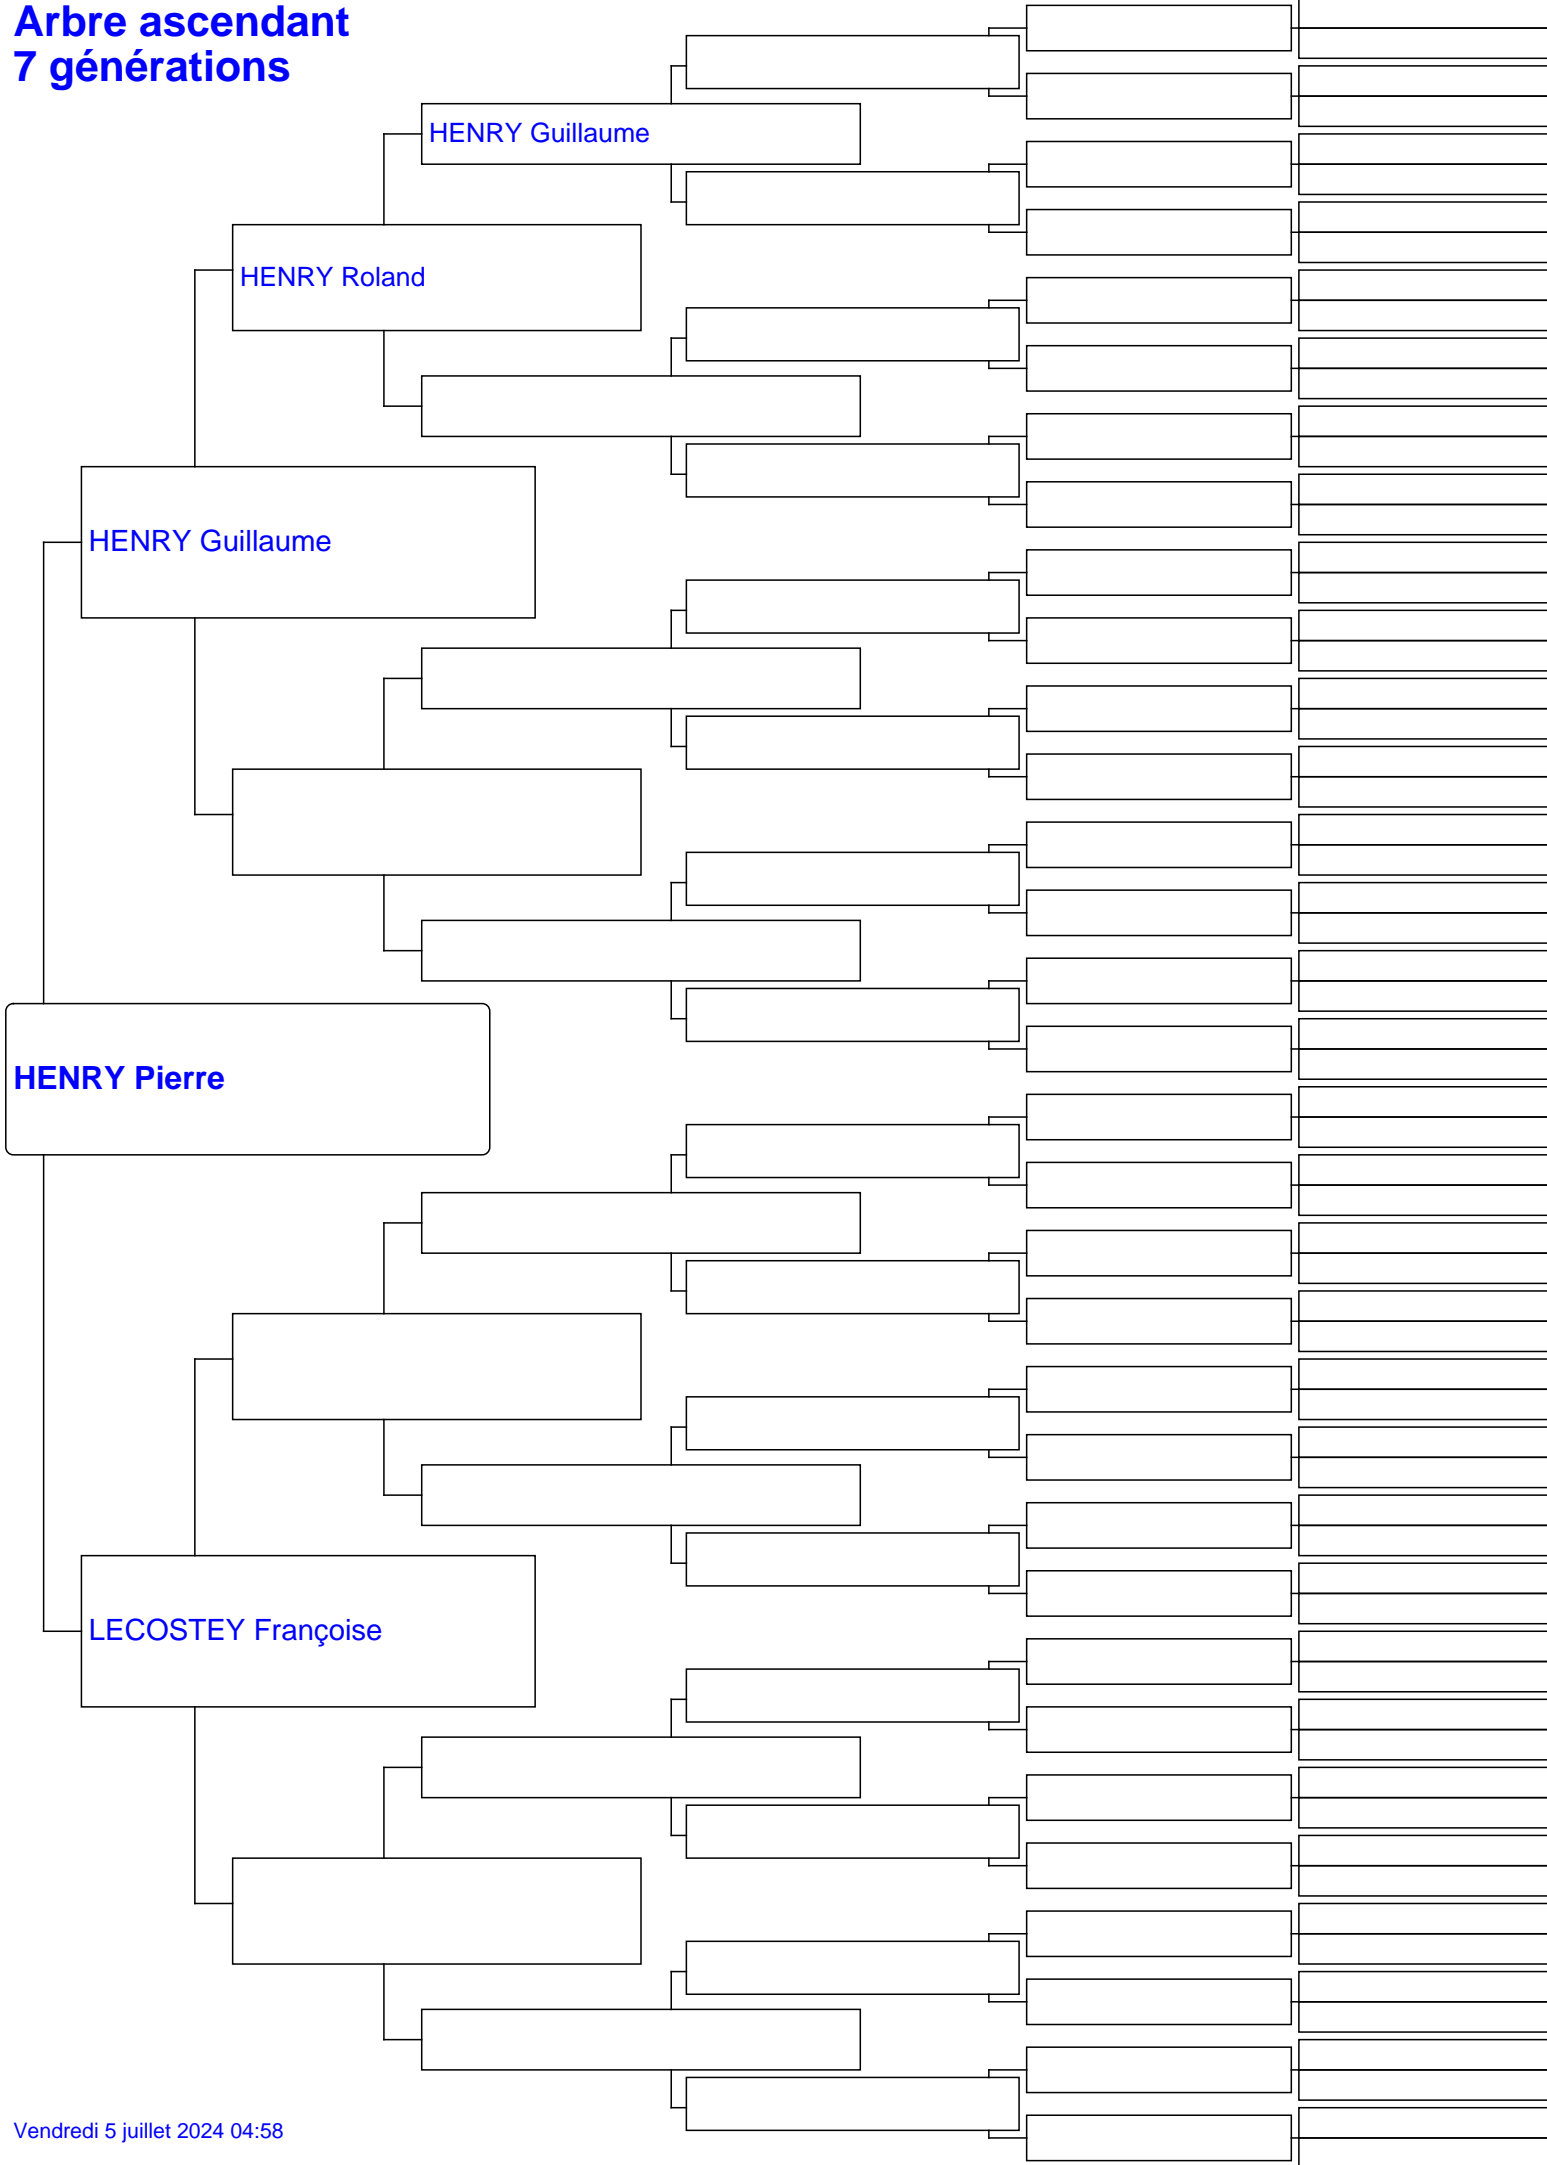 Arbre ascendant
7 générations
HENRY Guillaume
HENRY Roland
HENRY Guillaume
HENRY Pierre
LECOSTEY Françoise
Vendredi 5 juillet 2024 04:58